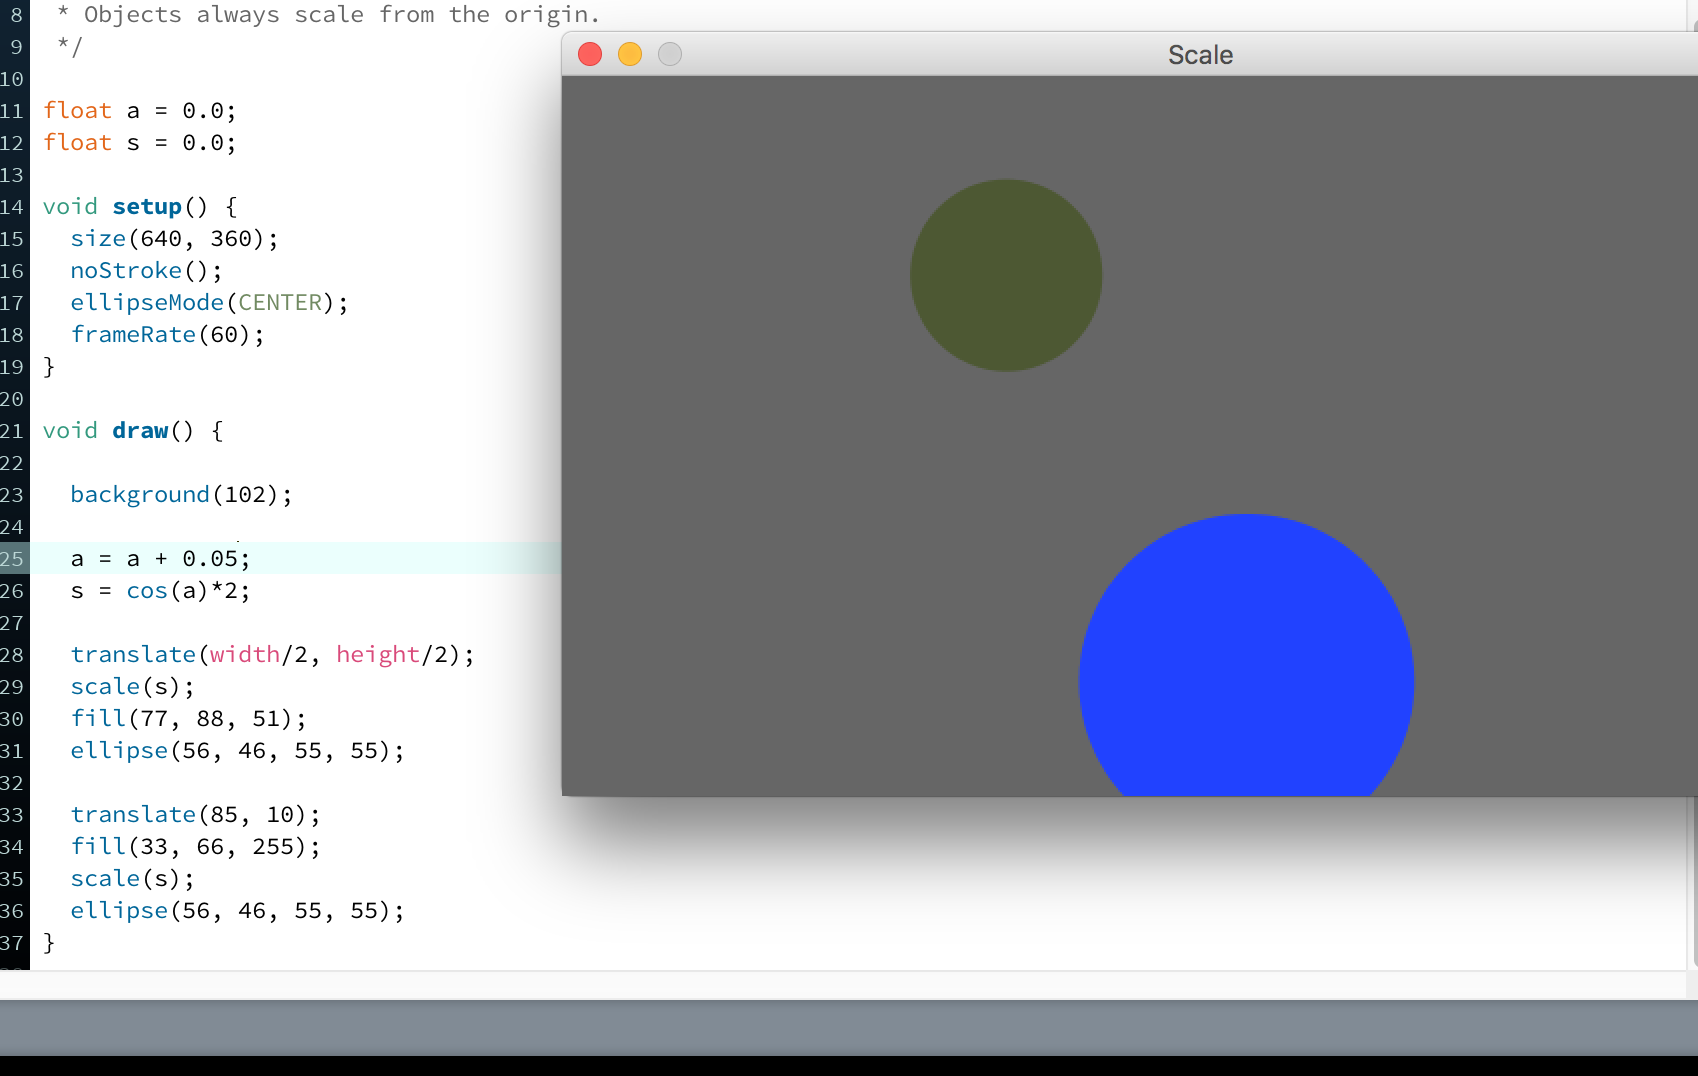 8  * Objects always scale from the origin.
9  */
10
11 float a = 0.0;
12 float s = 0.0;
13
14 void setup() {
15   size(640, 360);
16   noStroke();
17   ellipseMode(CENTER);
18   frameRate(60);
19 }
20
21 void draw() {
22
23   background(102);
24
25   a = a + 0.05;
26   s = cos(a)*2;
27
28   translate(width/2, height/2);
29   scale(s);
30   fill(77, 88, 51);
31   ellipse(56, 46, 55, 55);
32
33   translate(85, 10);
34   fill(33, 66, 255);
35   scale(s);
36   ellipse(56, 46, 55, 55);
37 }
Scale